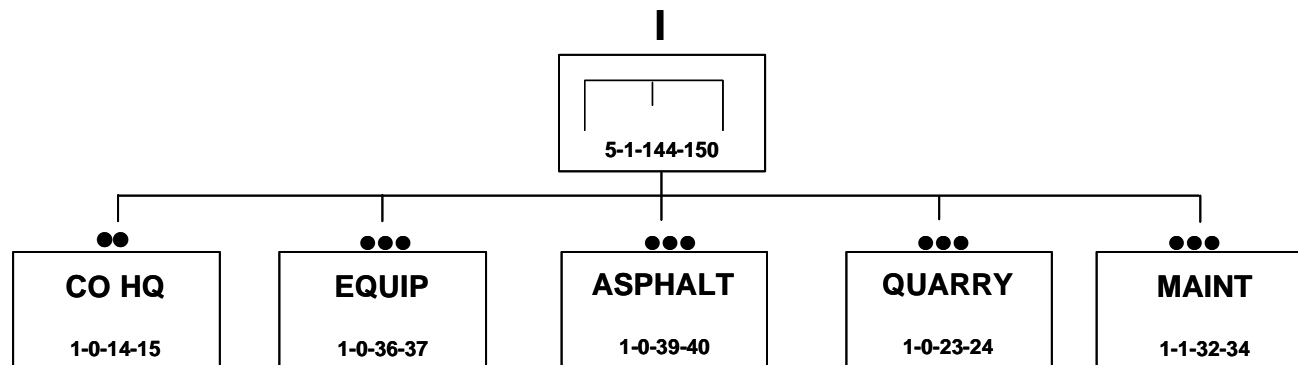 5-1-144-150
CO HQ
1-0-14-15
EQUIP
1-0-36-37
ASPHALT
1-0-39-40
QUARRY
1-0-23-24
MAINT
1-1-32-34